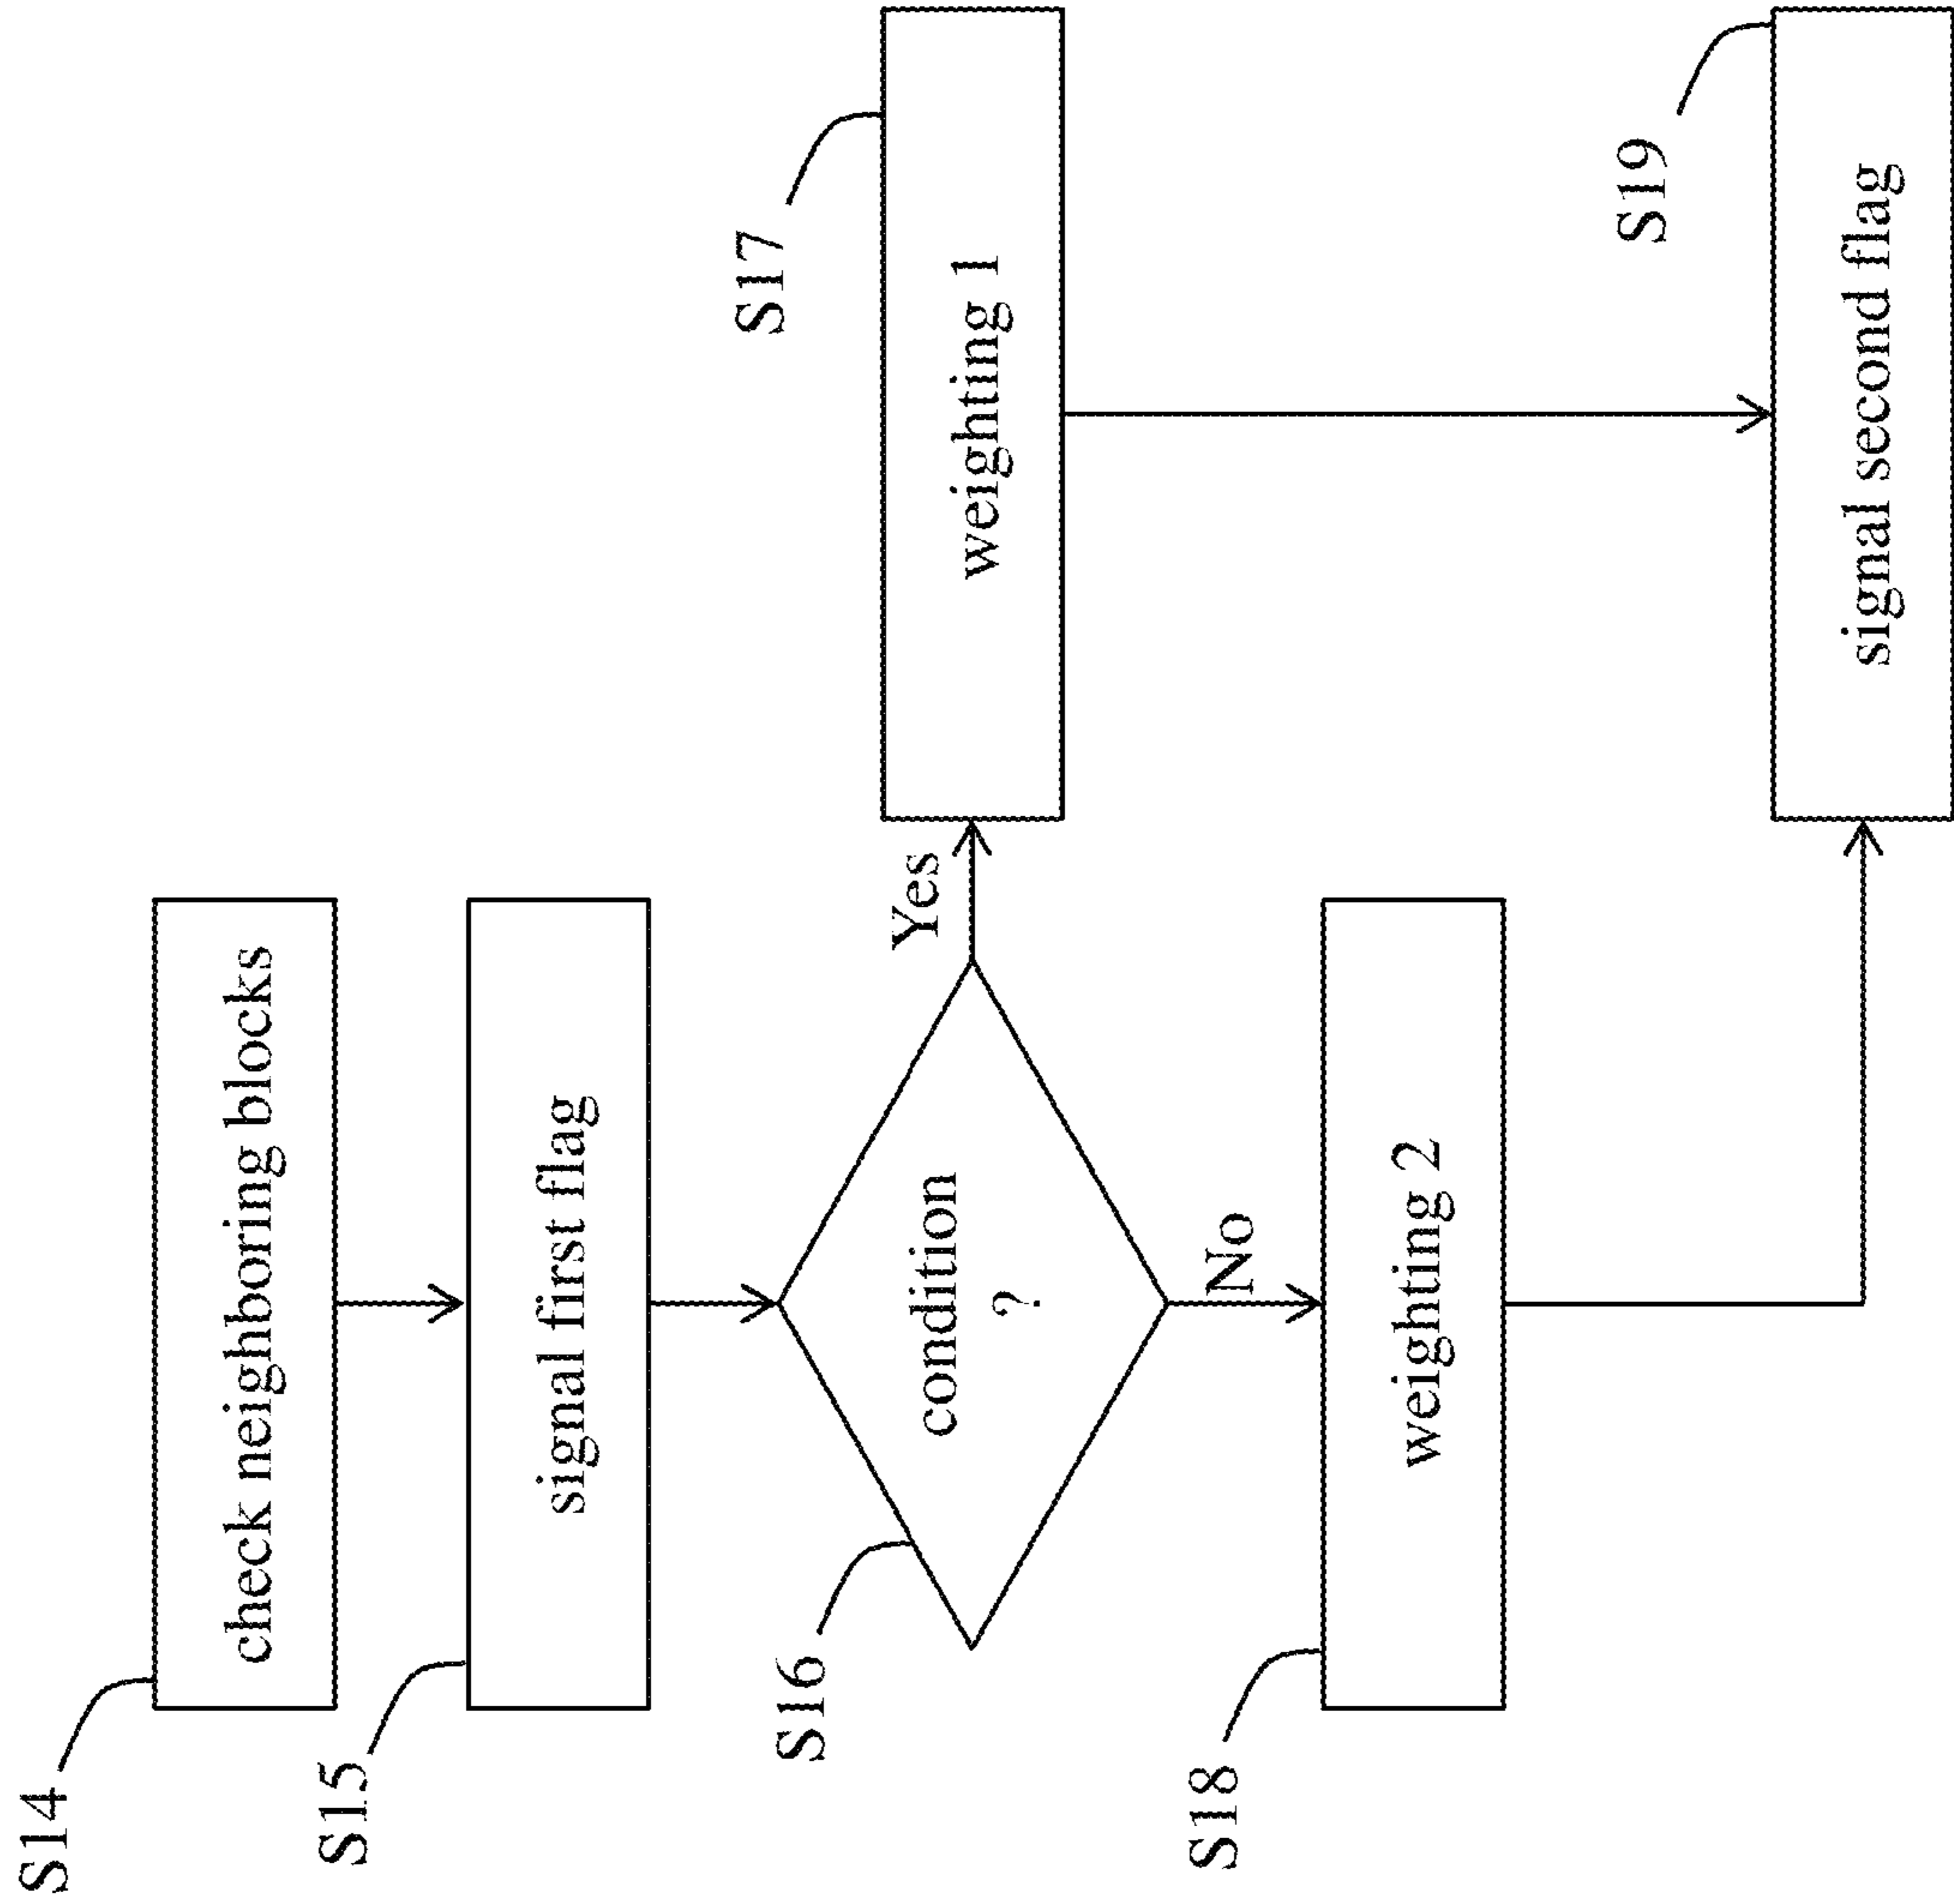 S14
check neighboring blocks
S15
signal first flag
S16
condition
?
Yes
No
S17
weighting 1
S18
weighting 2
S19
signal second flag